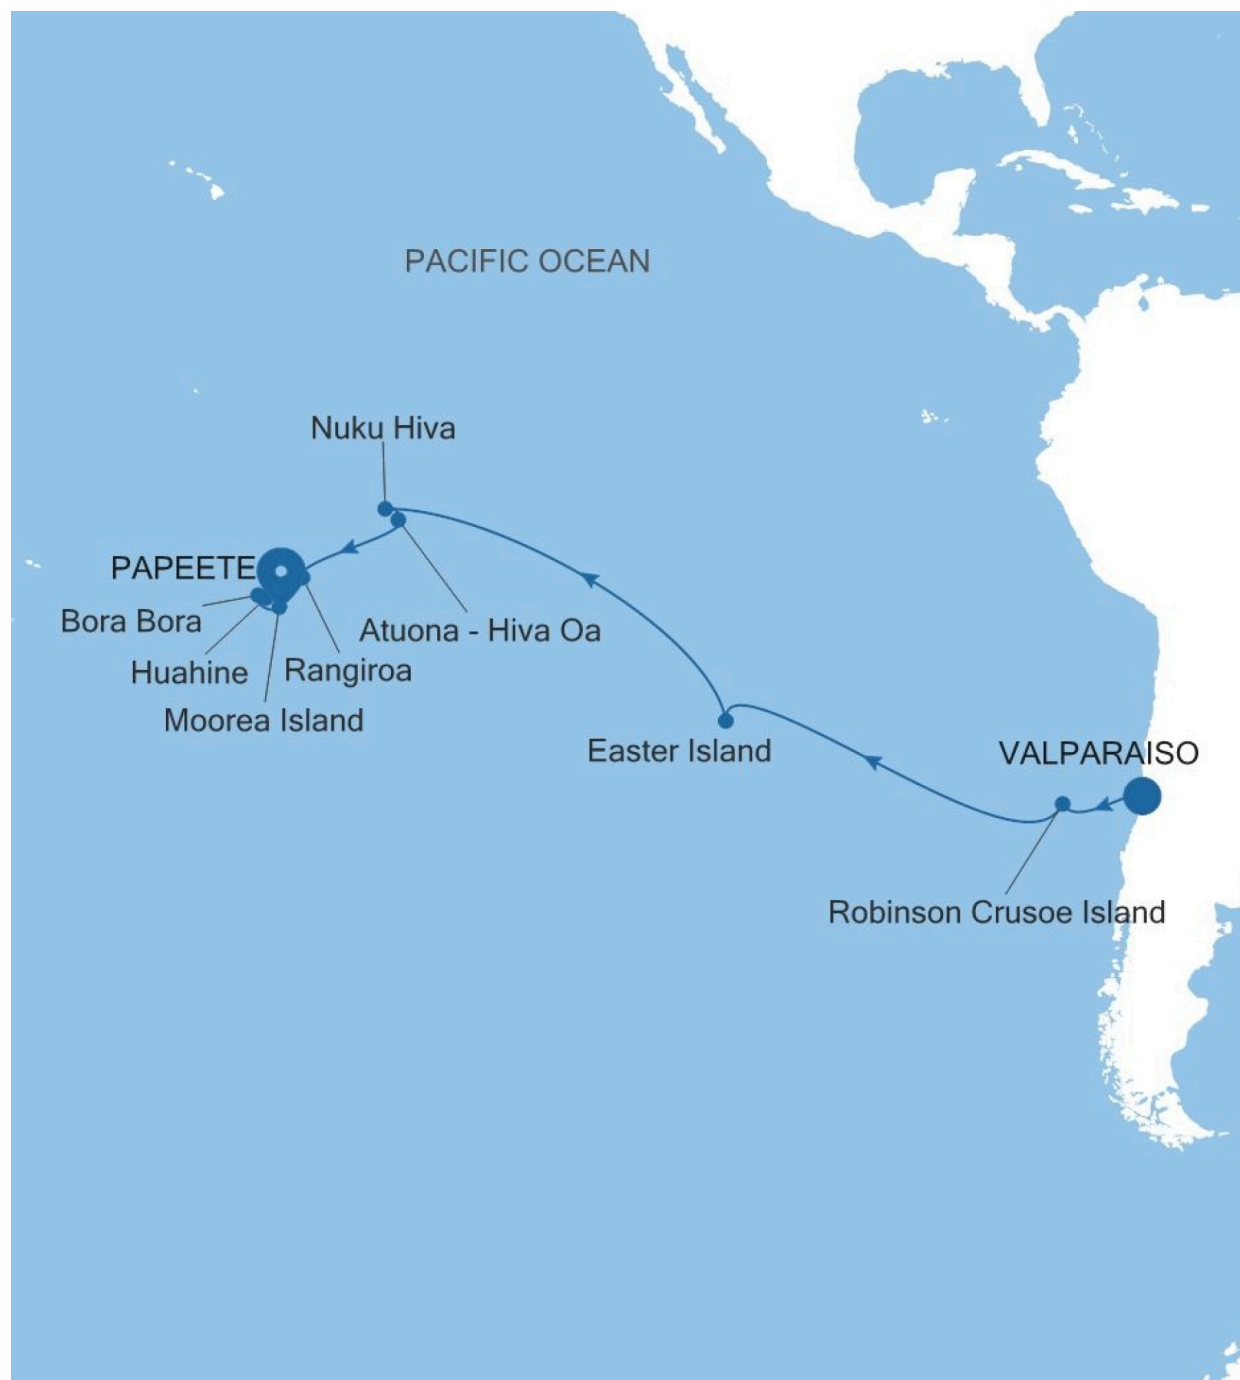 PACIFIC OCEAN
Nuku Hiva
PAPEETE
Bora Bora
Atuona - Hiva Oa
Huahine
Rangiroa
Moorea Island
Easter Island
VALPARAISO
Robinson Crusoe Island